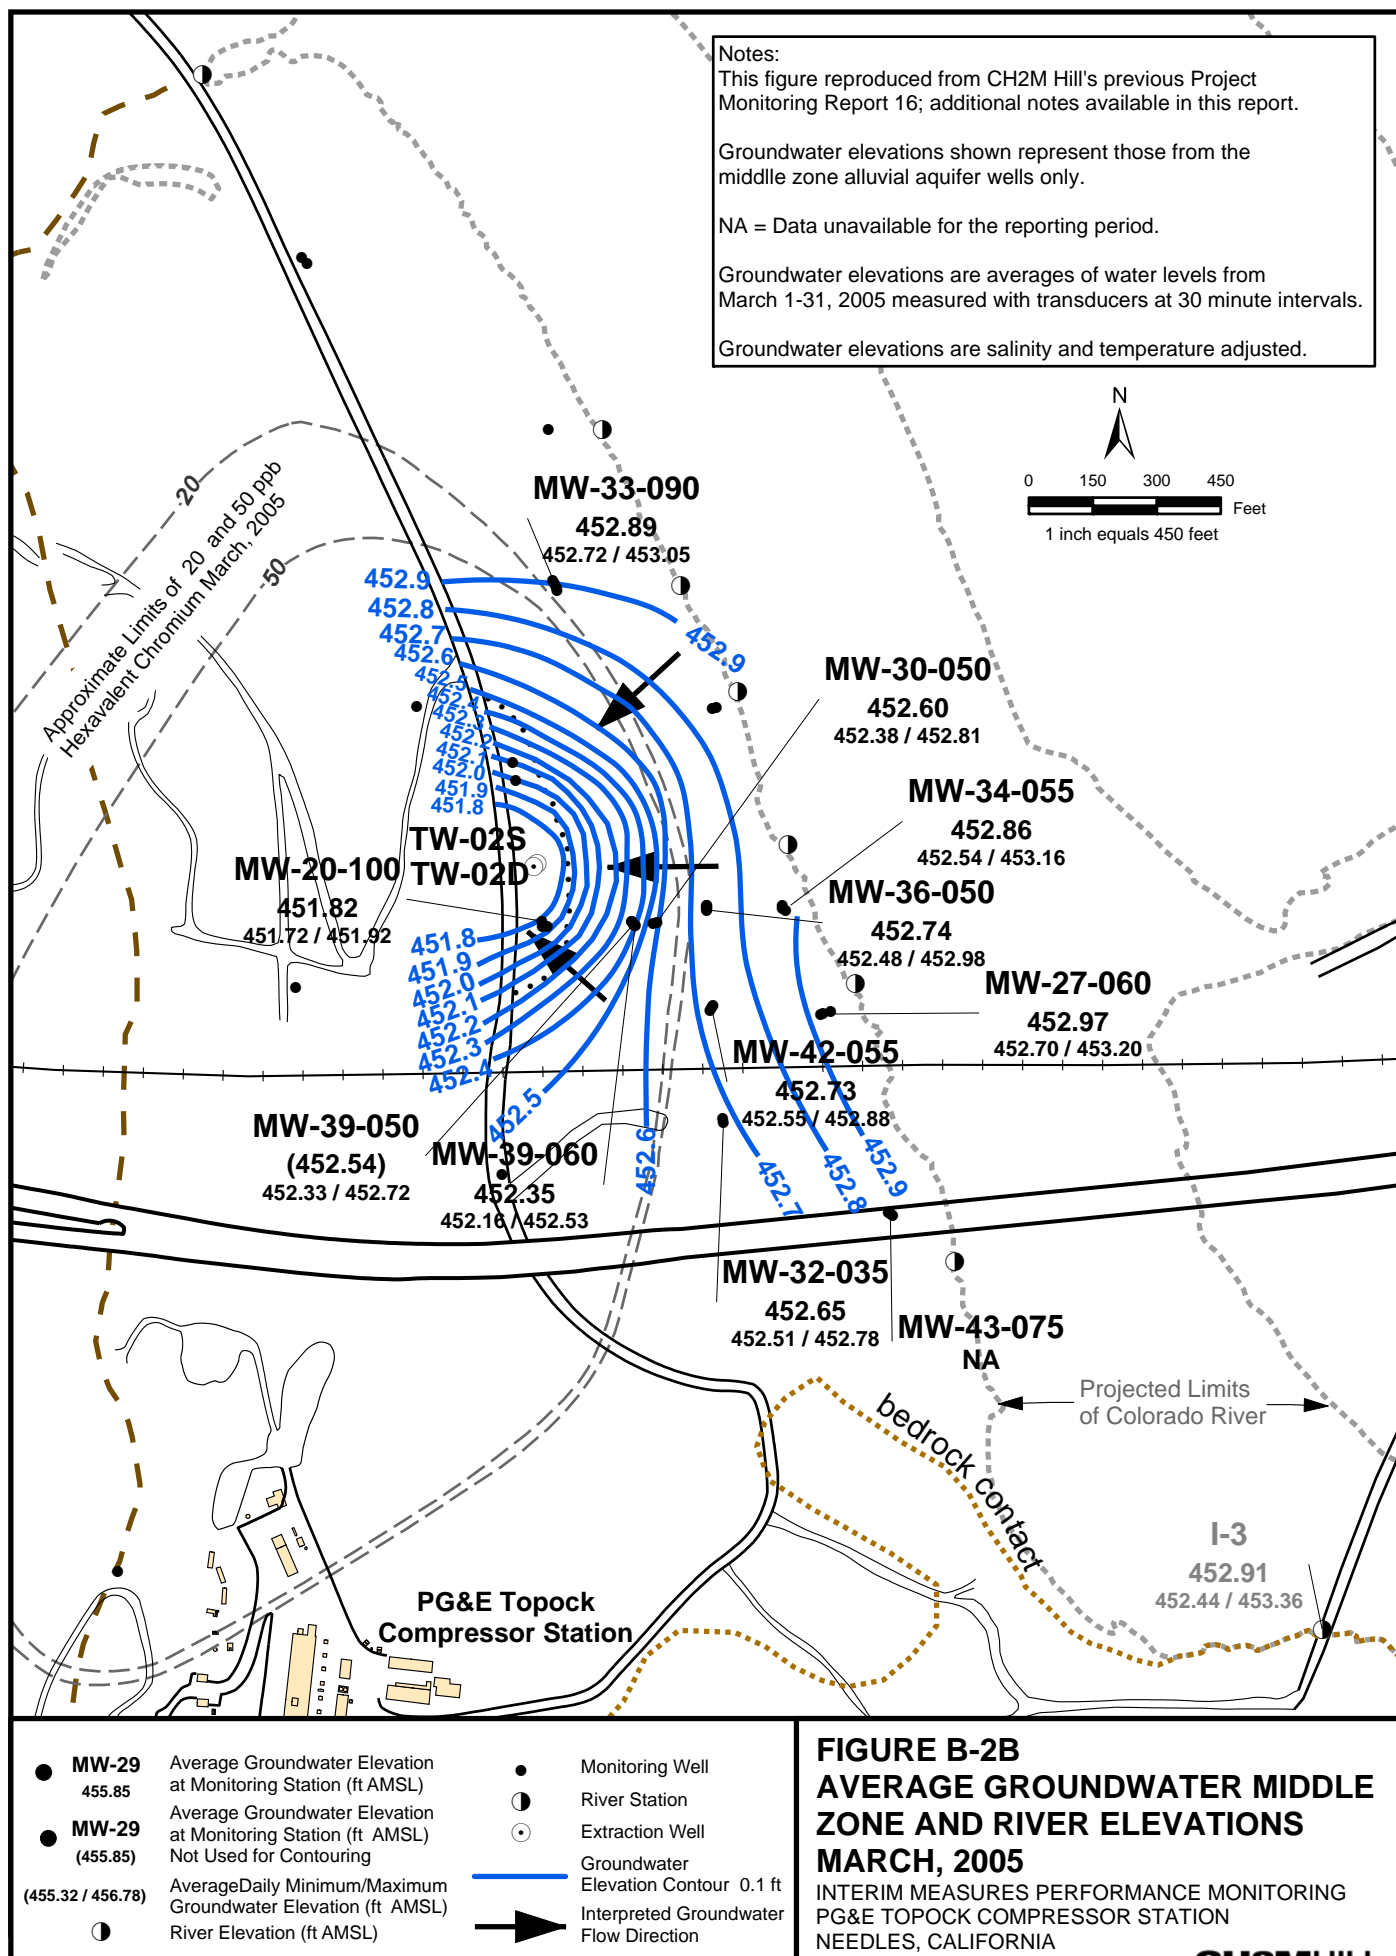 Notes:
This figure reproduced from CH2M Hill's previous Project
Monitoring Report 16; additional notes available in this report.
Groundwater elevations shown represent those from the
middlle zone alluvial aquifer wells only.
NA = Data unavailable for the reporting period.
Groundwater elevations are averages of water levels from
March 1-31, 2005 measured with transducers at 30 minute intervals.
Groundwater elevations are salinity and temperature adjusted.
N
0 150 300 450
Feet
1 inch equals 450 feet
20
50
Approximate Limits of 20 and 50 ppb
Hexavalent Chromium March, 2005
MW-33-090
452.89
452.72 / 453.05
452.9
452.8
452.7
452.6
452.5
452.4
452.3
452.2
452.1
452.0
451.9
451.8
452.9
MW-30-050
452.60
452.38 / 452.81
MW-34-055
452.86
452.54 / 453.16
TW-02S
TW-02D
MW-20-100
451.82
451.72 / 451.92
MW-36-050
452.74
452.48 / 452.98
451.8
451.9
452.0
452.1
452.2
452.3
452.4
452.5
452.6
452.7
452.8
452.9
MW-27-060
452.97
452.70 / 453.20
MW-42-055
452.73
452.55 / 452.88
MW-39-050
(452.54)
452.33 / 452.72
MW-39-060
452.35
452.16 / 452.53
MW-32-035
452.65
452.51 / 452.78
MW-43-075
NA
Projected Limits
of Colorado River
bedrock contact
I-3
452.91
452.44 / 453.36
PG&E Topock
Compressor Station
MW-29
455.85
Average Groundwater Elevation
at Monitoring Station (ft AMSL)
MW-29
(455.85)
Average Groundwater Elevation
at Monitoring Station (ft AMSL)
Not Used for Contouring
(455.32 / 456.78)
AverageDaily Minimum/Maximum
Groundwater Elevation (ft AMSL)
River Elevation (ft AMSL)
Monitoring Well
River Station
Extraction Well
Groundwater
Elevation Contour 0.1 ft
Interpreted Groundwater
Flow Direction
FIGURE B-2B
AVERAGE GROUNDWATER MIDDLE
ZONE AND RIVER ELEVATIONS
MARCH, 2005
INTERIM MEASURES PERFORMANCE MONITORING
PG&E TOPOCK COMPRESSOR STATION
NEEDLES, CALIFORNIA